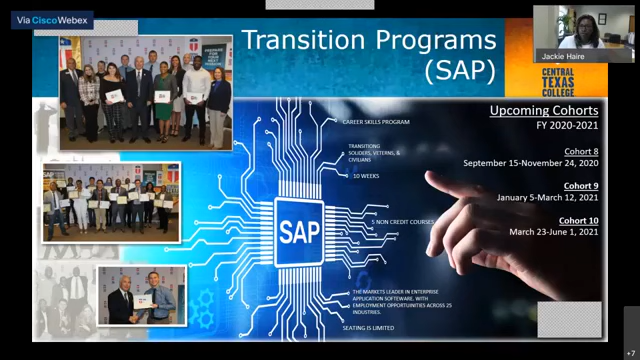 Via Cisco Webex
Transition Programs
(SAP)
Jackie Haire
CENTRAL
TEXAS
COLLEGE
Upcoming Cohorts
FY 2020-2021
CAREER SKILLS PROGRAM
TRANSITIONING
SOLIDERS, VETERNS, &
CIVILIANS
10 WEEKS
Cohort 8
September 15-November 24, 2020
Cohort 9
January 5-March 12, 2021
5 NON CREDIT COURSES
Cohort 10
March 23-June 1, 2021
SAP
THE MARKETS LEADER IN ENTERPRISE
APPLICATION SOFTEWARE. WITH
EMPLOYMENT OPPORTUNITIES ACROSS 25
INDUSTRIES.
SEATING IS LIMITED
+7